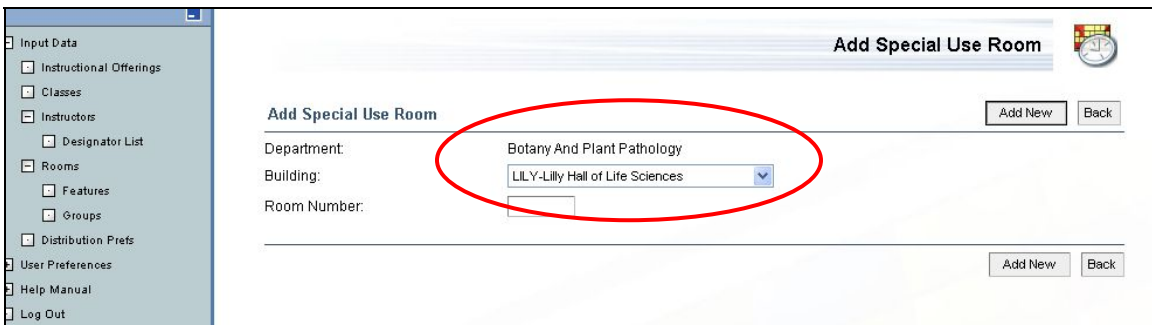 Input Data
Instructional Offerings
Classes
Instructors
Designator List
Rooms
Features
Groups
Distribution Prefs
User Preferences
Help Manual
Log Out
Add Special Use Room
Add Special Use Room Add New Back
Department: Botany And Plant Pathology
Building: LILY-Lilly Hall of Life Sciences
Room Number:
Add New Back